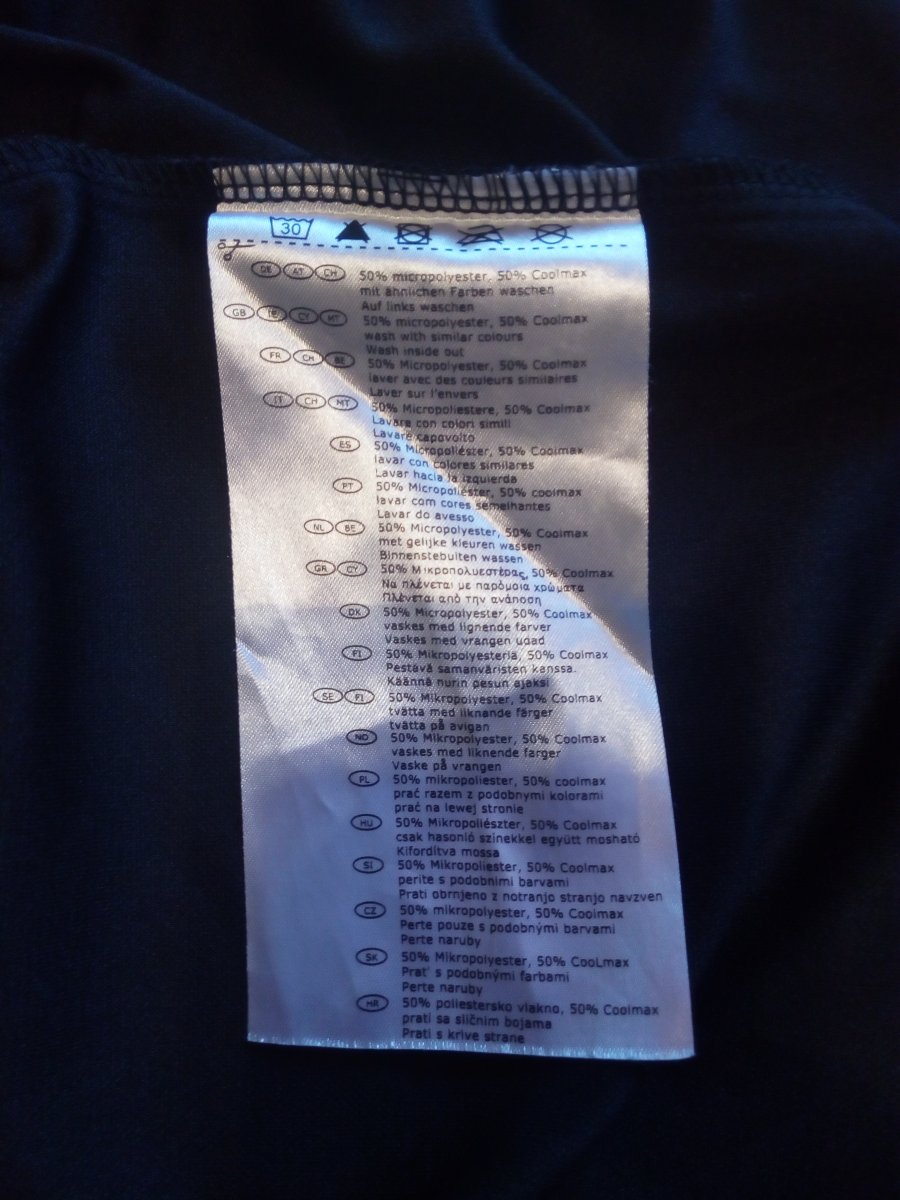 30
DE AT CH 50% micropolyester, 50% Coolmax
mit ähnlichen Farben waschen
Auf links waschen
GB IE CY MT 50% micropolyester, 50% Coolmax
wash with similar colours
Wash inside out
FR CH BE 50% Micropolyester, 50% Coolmax
laver avec des couleurs similaires
Laver sur l'envers
IT CH MT 50% Micropoliestere, 50% Coolmax
Lavare con colori simili
Lavare capovolto
ES 50% Micropoliéster, 50% Coolmax
lavar con colores similares
Lavar hacia la izquierda
PT 50% Micropoliéster, 50% coolmax
lavar com cores semelhantes
Lavar do avesso
NL BE 50% Micropolyester, 50% Coolmax
met gelijke kleuren wassen
Binnenstebuiten wassen
GR CY 50% Μικροπολυεστέρας, 50% Coolmax
Να πλένεται με παρόμοια χρώματα
Πλένεται από την ανάποση
DK 50% Micropolyester, 50% Coolmax
vaskes med lignende farver
Vaskes med vrangen udad
FI 50% Mikropolyesteria, 50% Coolmax
Pestävä samanväristen kanssa.
Käännä nurin pesun ajaksi
SE FI 50% Mikropolyester, 50% Coolmax
tvätta med liknande färger
tvätta på avigan
NO 50% Mikropolyester, 50% Coolmax
vaskes med liknende farger
Vaske på vrangen
PL 50% mikropoliester, 50% coolmax
prać razem z podobnymi kolorami
prać na lewej stronie
HU 50% Mikropoliészter, 50% Coolmax
csak hasonló színekkel együtt mosható
Kifordítva mossa
SI 50% Mikropoliester, 50% Coolmax
perite s podobnimi barvami
Prati obrnjeno z notranjo stranjo navzven
CZ 50% mikropolyester, 50% Coolmax
Perte pouze s podobnými barvami
Perte naruby
SK 50% Mikropolyester, 50% CooLmax
Prat' s podobnými farbami
Perte naruby
HR 50% poliestersko vlakno, 50% Coolmax
prati sa sličnim bojama
Prati s krive strane